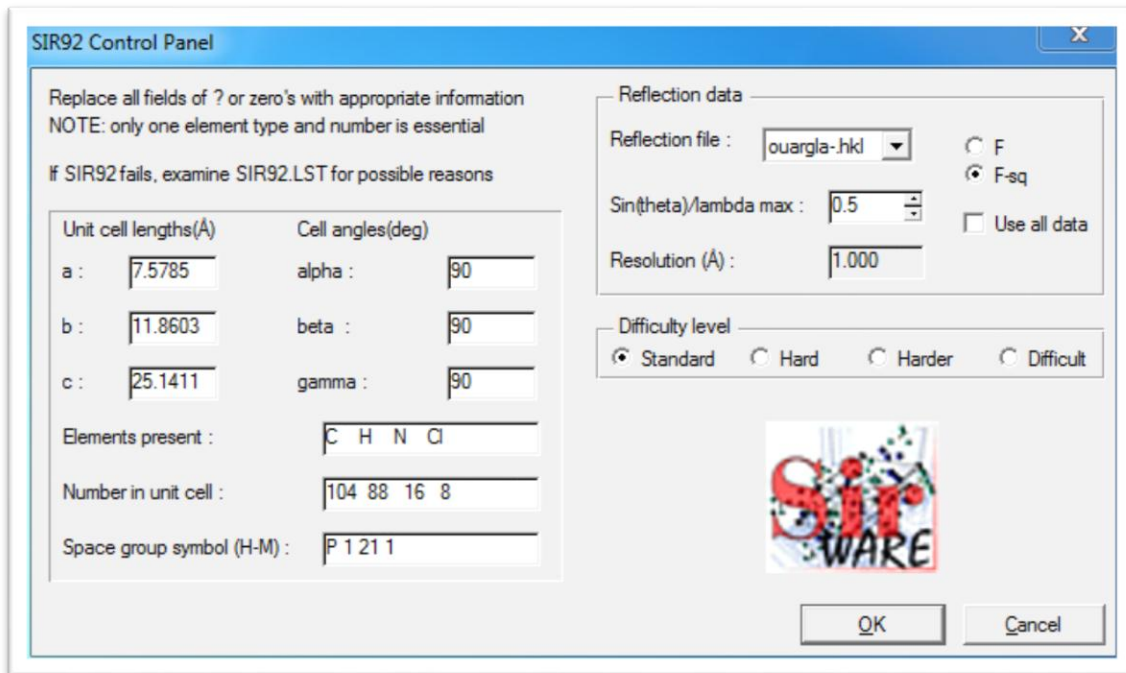 SIR92 Control Panel
X
Replace all fields of ? or zero's with appropriate information
NOTE: only one element type and number is essential
If SIR92 fails, examine SIR92.LST for possible reasons
Unit cell lengths(Å) Cell angles(deg)
a : 7.5785 alpha : 90
b : 11.8603 beta : 90
c : 25.1411 gamma : 90
Elements present : C H N Cl
Number in unit cell : 104 88 16 8
Space group symbol (H-M) : P 1 21 1
Reflection data
Reflection file : ouargla-.hkl F
F-sq
Sin(theta)/lambda max : 0.5 Use all data
Resolution (Å) : 1.000
Difficulty level
Standard Hard Harder Difficult
Sir
WARE
OK Cancel